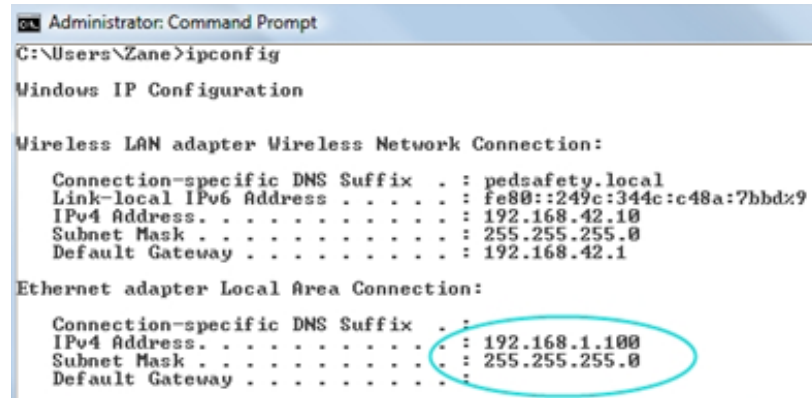 Administrator: Command Prompt
C:\Users\Zane>ipconfig
Windows IP Configuration
Wireless LAN adapter Wireless Network Connection:
Connection-specific DNS Suffix . : pedsafety.local
Link-local IPv6 Address . . . . . : fe80::249c:344c:c48a:7bbd%9
IPv4 Address. . . . . . . . . . . : 192.168.42.10
Subnet Mask . . . . . . . . . . . : 255.255.255.0
Default Gateway . . . . . . . . . : 192.168.42.1
Ethernet adapter Local Area Connection:
Connection-specific DNS Suffix . :
IPv4 Address. . . . . . . . . . . : 192.168.1.100
Subnet Mask . . . . . . . . . . . : 255.255.255.0
Default Gateway . . . . . . . . . :